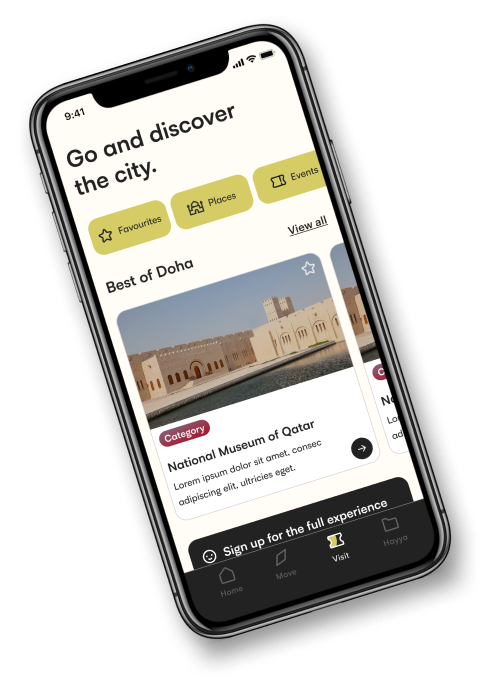 9:41
Go and discover
the city.
Favourites
Places
Events
View all
Best of Doha
Category
National Museum of Qatar
Lorem ipsum dolor sit amet, consec
adipiscing elit, ultricies eget.
C
Na
Lo
ad
Sign up for the full experience
Home
Move
Visit
Hayya